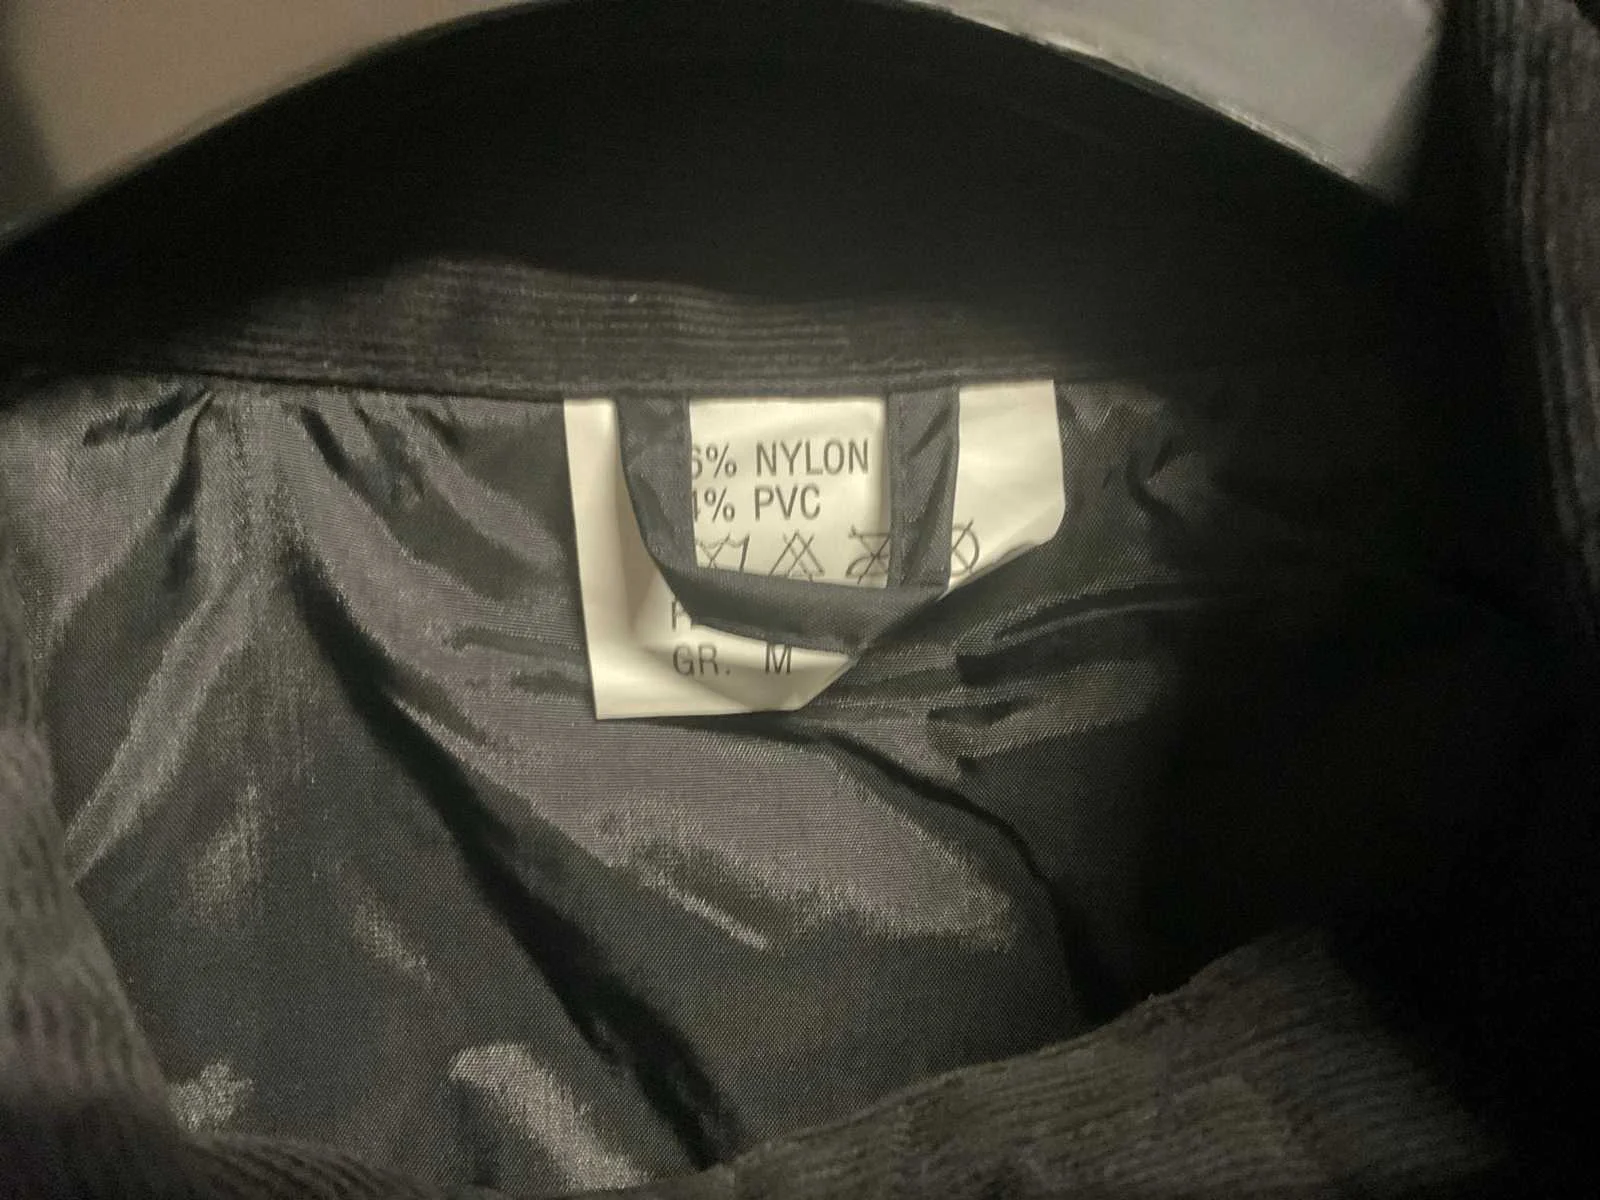 6% NYLON
4% PVC
GR. M